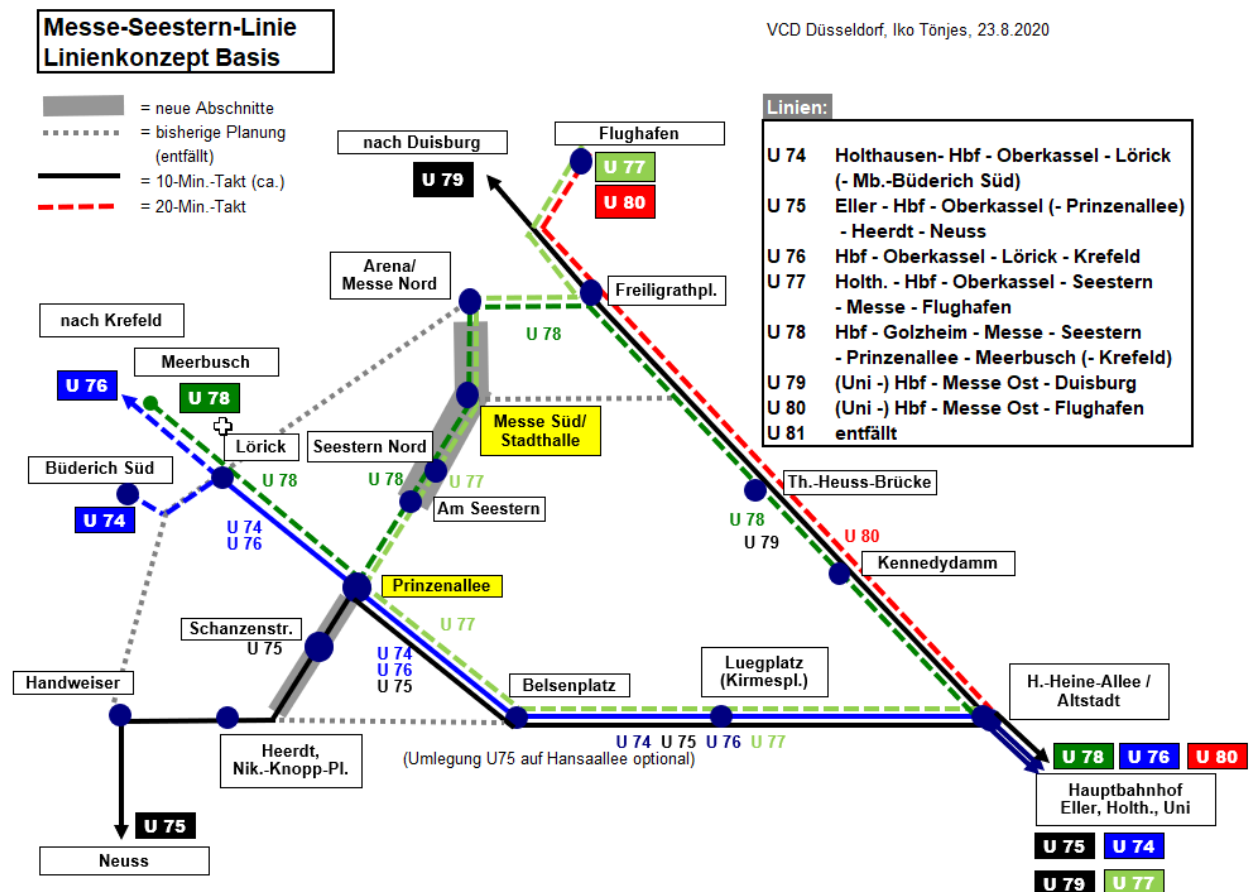 Messe-Seestern-Linie
Linienkonzept Basis
VCD Düsseldorf, Iko Tönjes, 23.8.2020
= neue Abschnitte
= bisherige Planung
(entfällt)
= 10-Min.-Takt (ca.)
= 20-Min.-Takt
Linien:
U 74 Holthausen- Hbf - Oberkassel - Lörick
(- Mb.-Büderich Süd)
U 75 Eller - Hbf - Oberkassel (- Prinzenallee)
- Heerdt - Neuss
U 76 Hbf - Oberkassel - Lörick - Krefeld
U 77 Holth. - Hbf - Oberkassel - Seestern
- Messe - Flughafen
U 78 Hbf - Golzheim - Messe - Seestern
- Prinzenallee - Meerbusch (- Krefeld)
U 79 (Uni -) Hbf - Messe Ost - Duisburg
U 80 (Uni -) Hbf - Messe Ost - Flughafen
U 81 entfällt
nach Duisburg
U 79
Flughafen
U 77
U 80
Arena/
Messe Nord
Freiligrathpl.
U 78
nach Krefeld
Meerbusch
U 76
U 78
Lörick
Seestern Nord
Messe Süd/
Stadthalle
Büderich Süd
U 74
U 78
U 78
U 77
Am Seestern
Th.-Heuss-Brücke
U 74
U 76
U 78
U 79
U 80
Kennedydamm
Prinzenallee
Schanzenstr.
U 75
U 77
U 74
U 76
U 75
Handweiser
Belsenplatz
Luegplatz
(Kirmespl.)
H.-Heine-Allee /
Altstadt
Heerdt,
Nik.-Knopp-Pl.
U 74 U 75 U 76 U 77
(Umlegung U75 auf Hansaallee optional)
U 78 U 76 U 80
Hauptbahnhof
Eller, Holth., Uni
U 75
Neuss
U 75 U 74
U 79 U 77